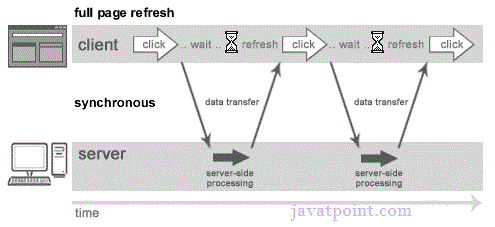 full page refresh
client click .. wait .. refresh click .. wait .. refresh click
synchronous data transfer data transfer
server
server-side processing
server-side processing
time
javatpoint.com